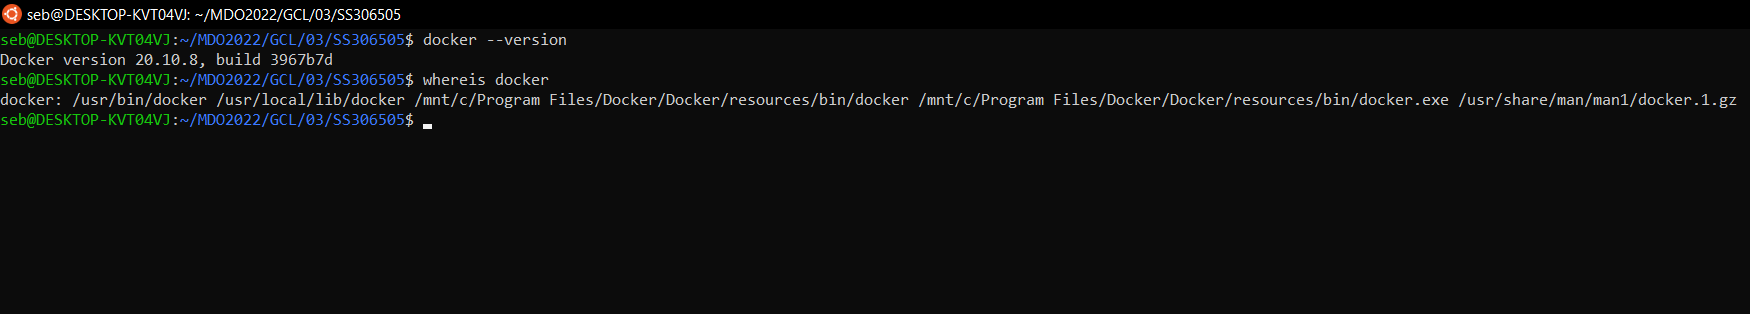 seb@DESKTOP-KVT04VJ: ~/MDO2022/GCL/03/SS306505
seb@DESKTOP-KVT04VJ:~/MDO2022/GCL/03/SS306505$ docker --version
Docker version 20.10.8, build 3967b7d
seb@DESKTOP-KVT04VJ:~/MDO2022/GCL/03/SS306505$ whereis docker
docker: /usr/bin/docker /usr/local/lib/docker /mnt/c/Program Files/Docker/Docker/resources/bin/docker /mnt/c/Program Files/Docker/Docker/resources/bin/docker.exe /usr/share/man/man1/docker.1.gz
seb@DESKTOP-KVT04VJ:~/MDO2022/GCL/03/SS306505$